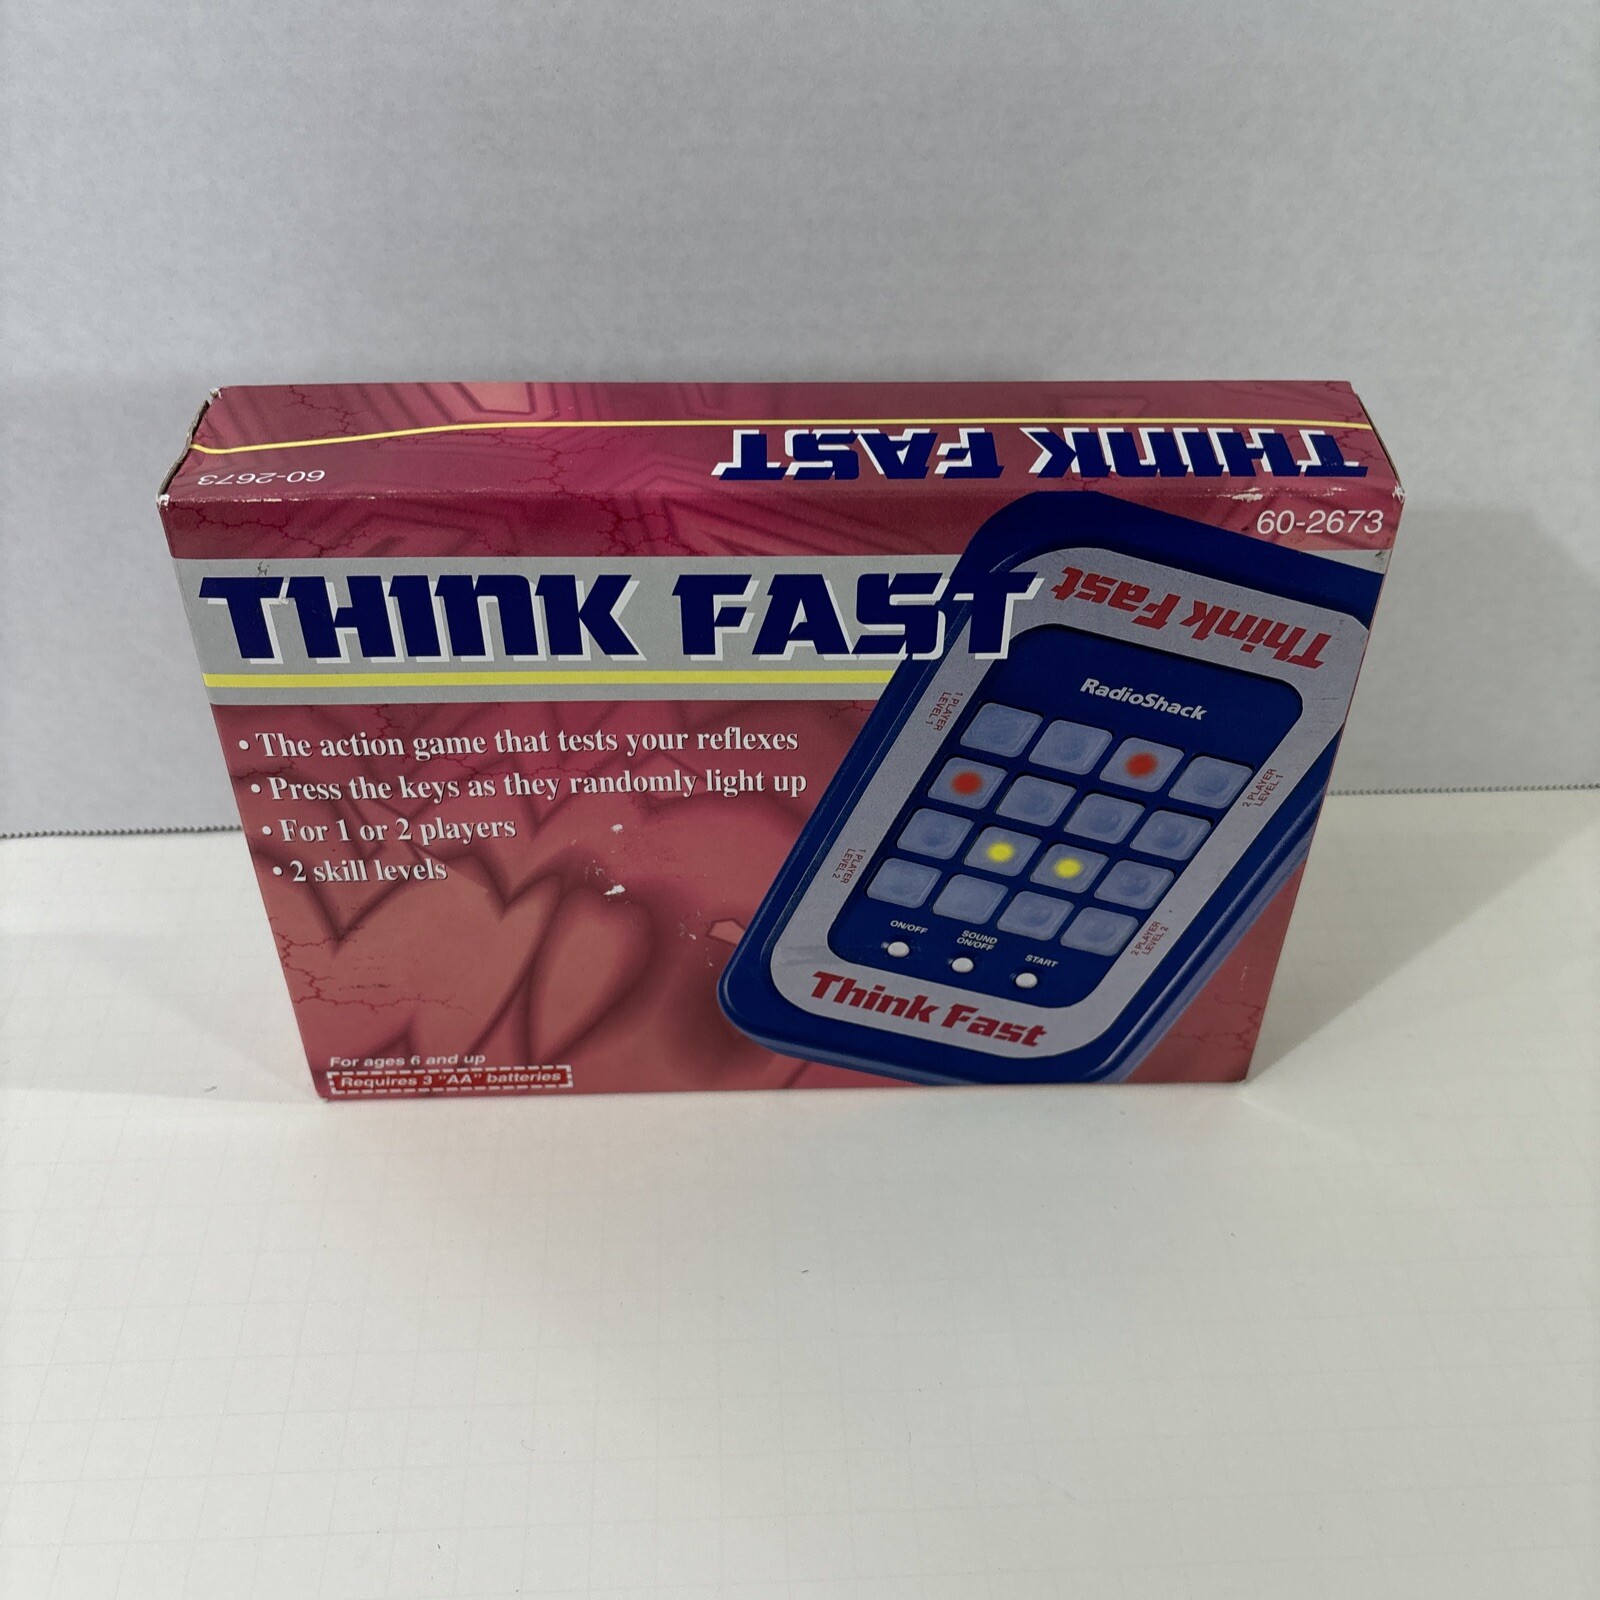 THINK FAST
60-2673
60-2673
THINK FAST
Think Fast
RadioShack
1 PLAYER
LEVEL 1
2 PLAYER
LEVEL 1
• The action game that tests your reflexes
• Press the keys as they randomly light up
• For 1 or 2 players
• 2 skill levels
1 PLAYER
LEVEL 2
2 PLAYER
LEVEL 2
ON/OFF
SOUND
ON/OFF
START
Think Fast
For ages 6 and up
Requires 3 "AA" batteries